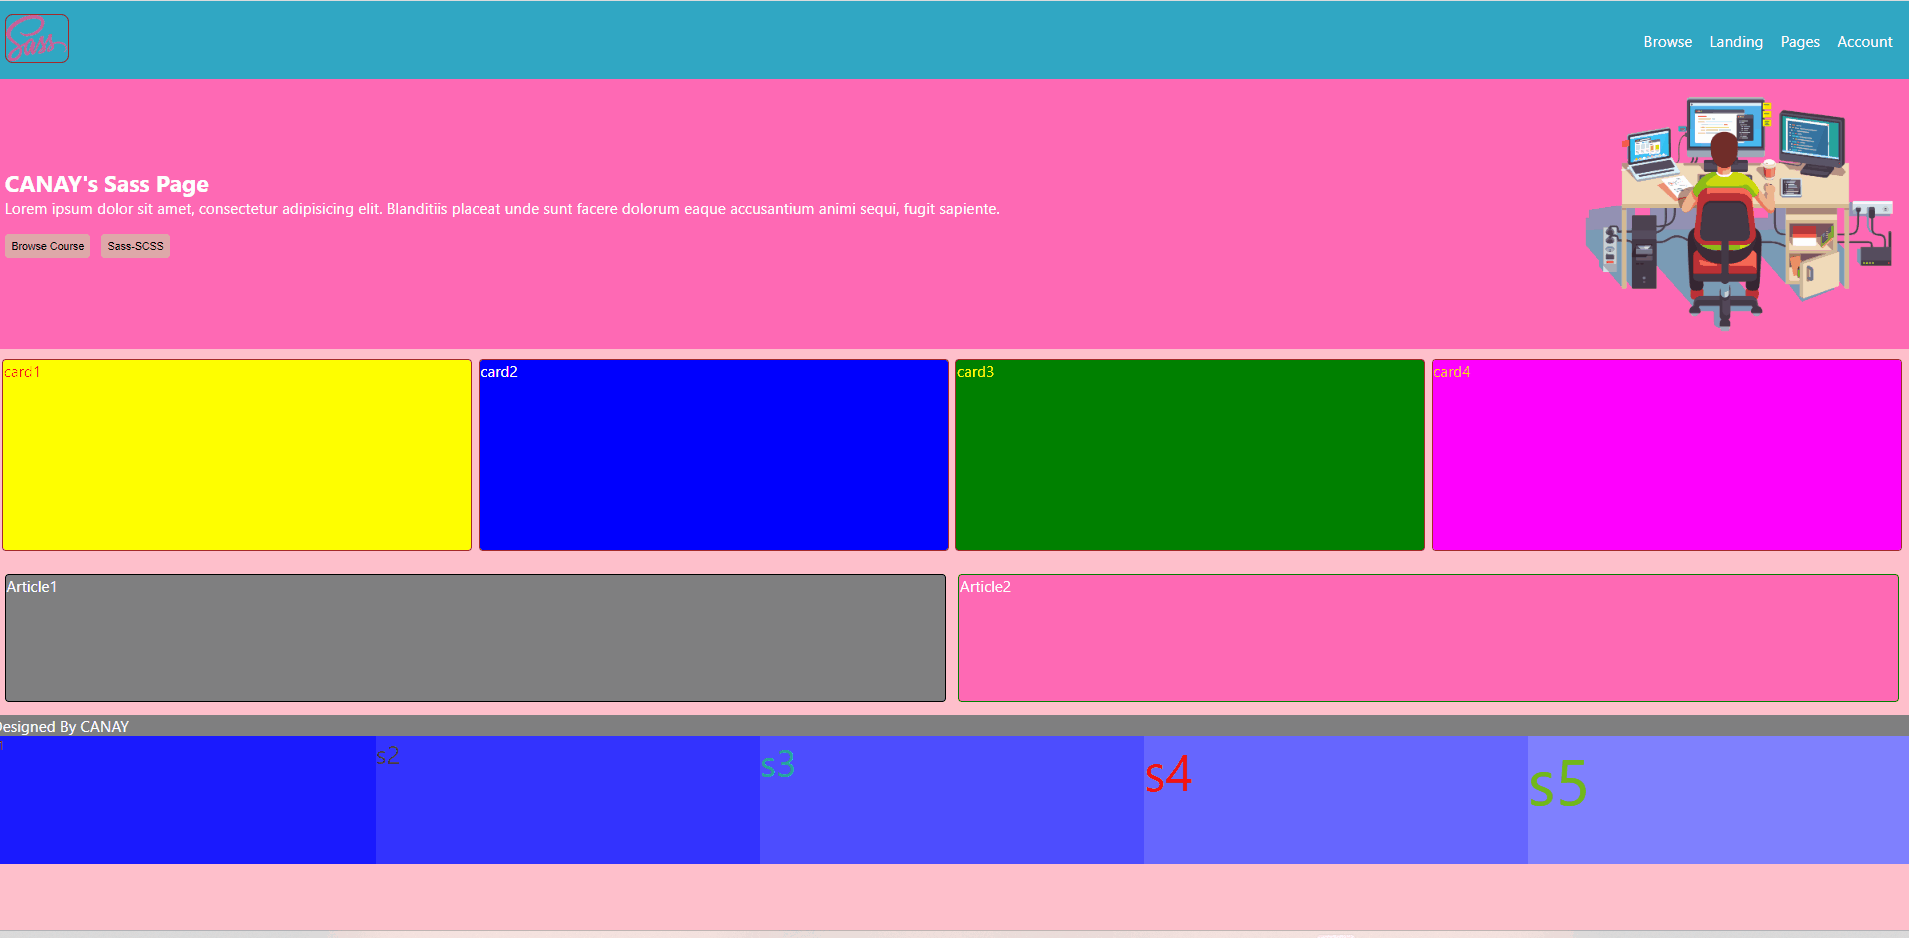 Sass
Browse Landing Pages Account
CANAY's Sass Page
Lorem ipsum dolor sit amet, consectetur adipisicing elit. Blanditiis placeat unde sunt facere dolorum eaque accusantium animi sequi, fugit sapiente.
Browse Course Sass-SCSS
card1 card2 card3 card4
Article1 Article2
Designed By CANAY
1 s2 s3 s4 s5